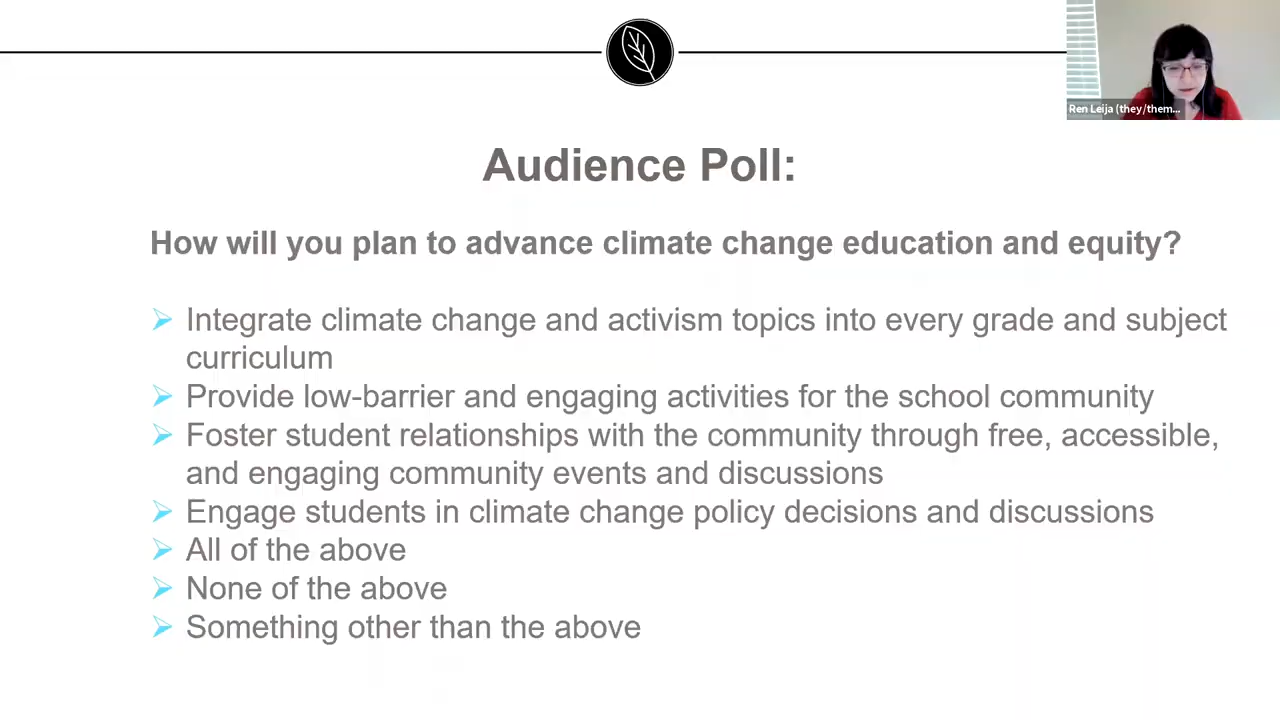 Ren Leija (they/them...
Audience Poll:
How will you plan to advance climate change education and equity?
Integrate climate change and activism topics into every grade and subject
curriculum
Provide low-barrier and engaging activities for the school community
Foster student relationships with the community through free, accessible,
and engaging community events and discussions
Engage students in climate change policy decisions and discussions
All of the above
None of the above
Something other than the above